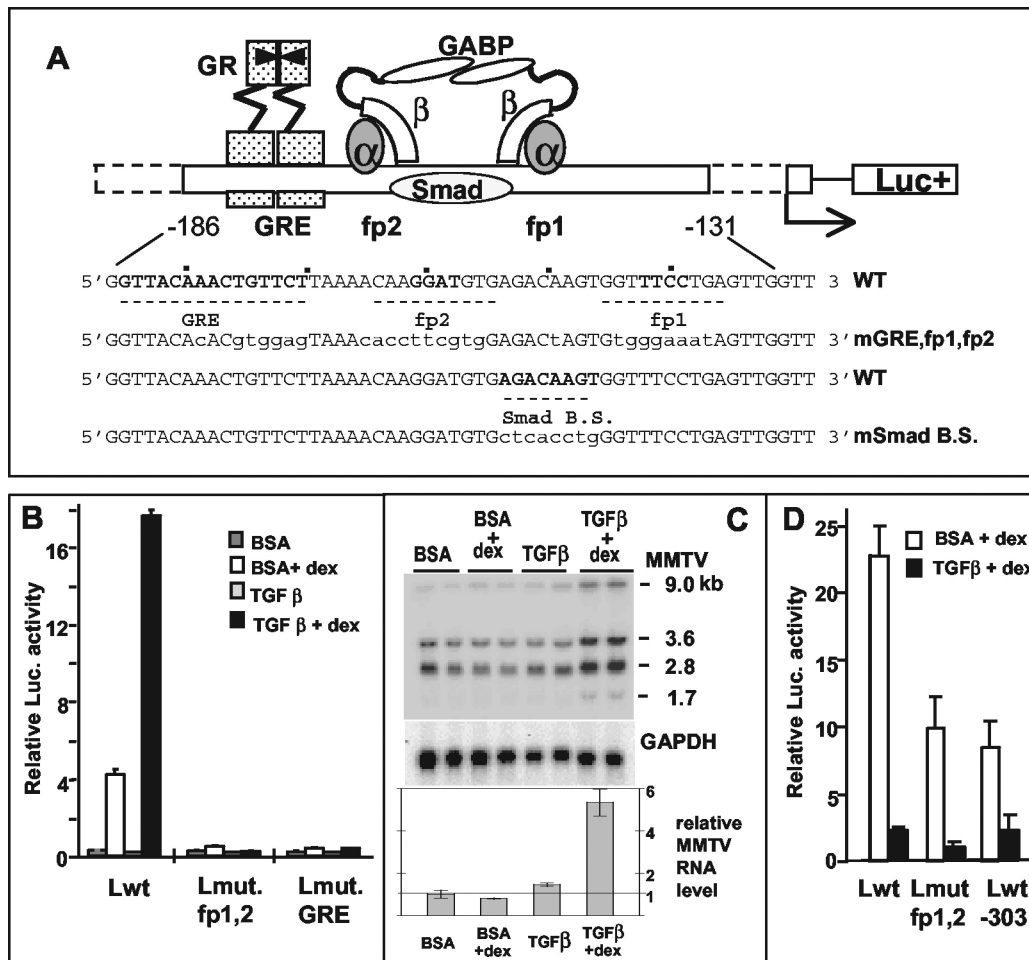 A
GABP
GR
β β
α α
Smad
Luc+
-186 GRE fp2 fp1 -131
5'GGTTACAAACTGTTCTTAAAACAAGGATGTGAGACAAGTGGTTTCCTGAGTTGGTT 3 WT
GRE fp2 fp1
5'GGTTACAcACgtggagTAAAcaccttcgtgGAGACtAGTGtgggaaatAGTTGGTT 3'mGRE,fp1,fp2
5'GGTTACAAACTGTTCTTAAAACAAGGATGTGAGACAAGTGGTTTCCTGAGTTGGTT 3'WT
Smad B.S.
5'GGTTACAAACTGTTCTTAAAACAAGGATGTGctcacctgGGTTTCCTGAGTTGGTT 3'mSmad B.S.
B
Relative Luc. activity
16
12
8
4
0
BSA
BSA+ dex
TGF β
TGF β + dex
Lwt
Lmut.
fp1,2
Lmut.
GRE
C
BSA
BSA
+
dex
TGFβ
TGFβ
+
dex
MMTV
9.0 kb
3.6
2.8
1.7
GAPDH
6
4
2
1
relative
MMTV
RNA
level
BSA
BSA
+dex
TGFβ
TGFβ
+dex
D
Relative Luc. activity
25
20
15
10
5
0
BSA + dex
TGFβ + dex
Lwt
Lmut
fp1,2
Lwt
-303